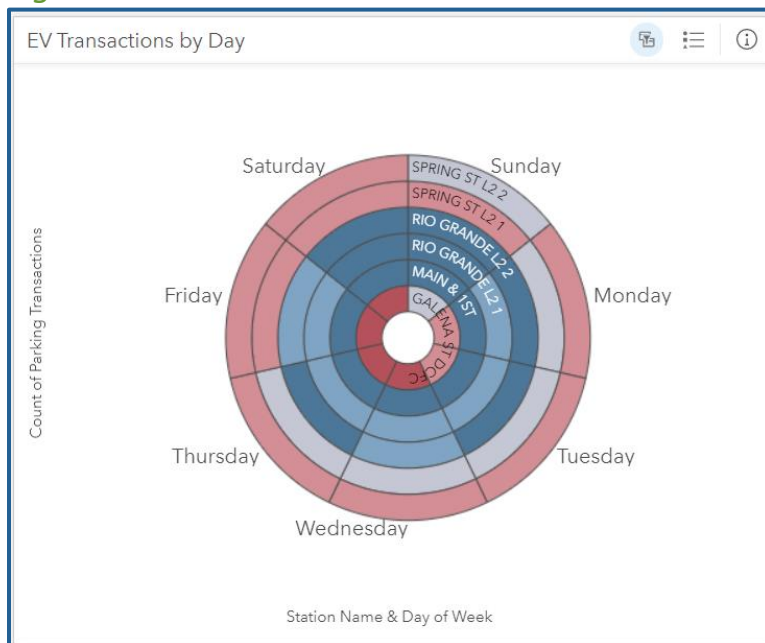 EV Transactions by Day
Saturday
Sunday
SPRING ST L2 2
SPRING ST L2 1
RIO GRANDE L2 2
RIO GRANDE L2 1
MAIN & 1ST
GALENA ST DCFC
Friday
Monday
Thursday
Tuesday
Wednesday
Count of Parking Transactions
Station Name & Day of Week